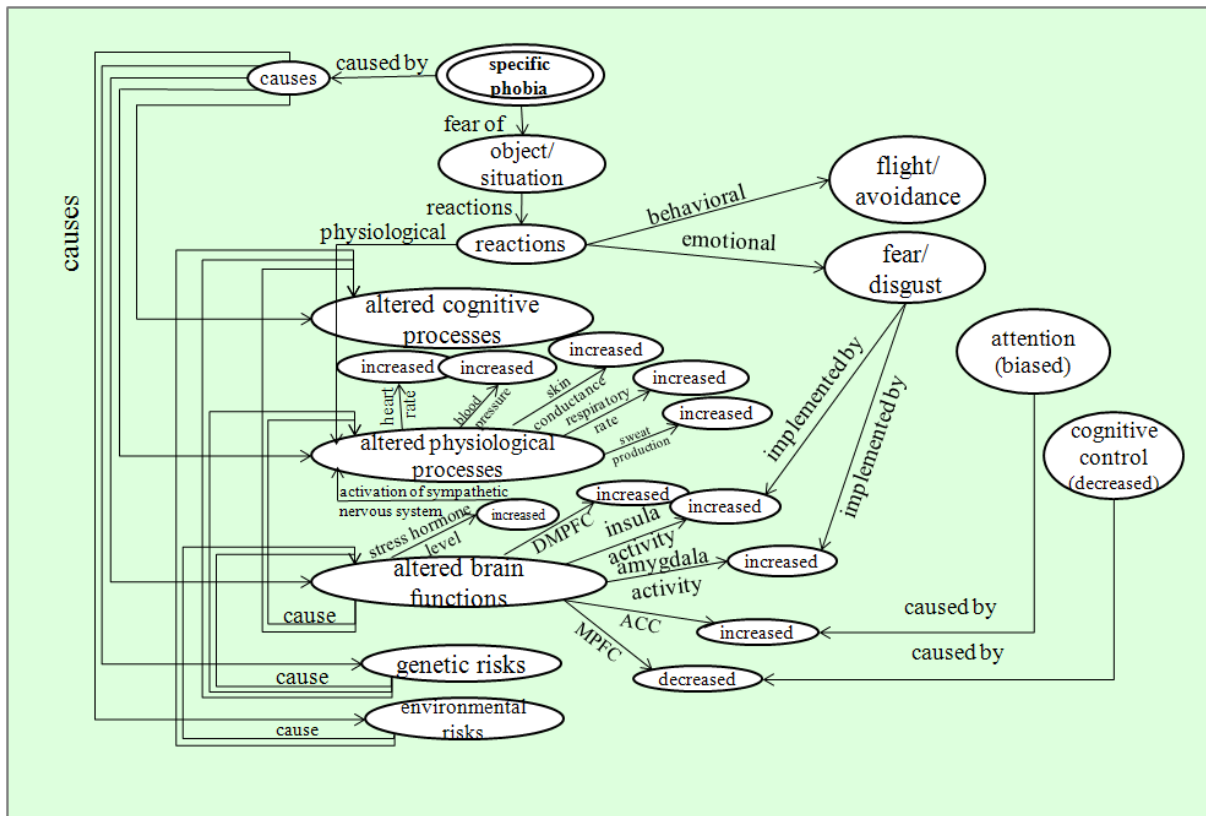 caused by
specific
phobia
causes
fear of
object/
situation
flight/
avoidance
reactions
behavioral
physiological
reactions
emotional
causes
fear/
disgust
altered cognitive
processes
attention
(biased)
increased
increased
increased
increased
increased
heart
rate
blood
pressure
skin
conductance
respiratory
rate
sweat
production
implemented by
implemented by
altered physiological
processes
cognitive
control
(decreased)
activation of sympathetic
nervous system
increased
increased
increased
stress hormone
level
DMPFC
insula
activity
amygdala
activity
increased
altered brain
functions
cause
ACC
increased
caused by
MPFC
caused by
genetic risks
cause
decreased
environmental
risks
cause